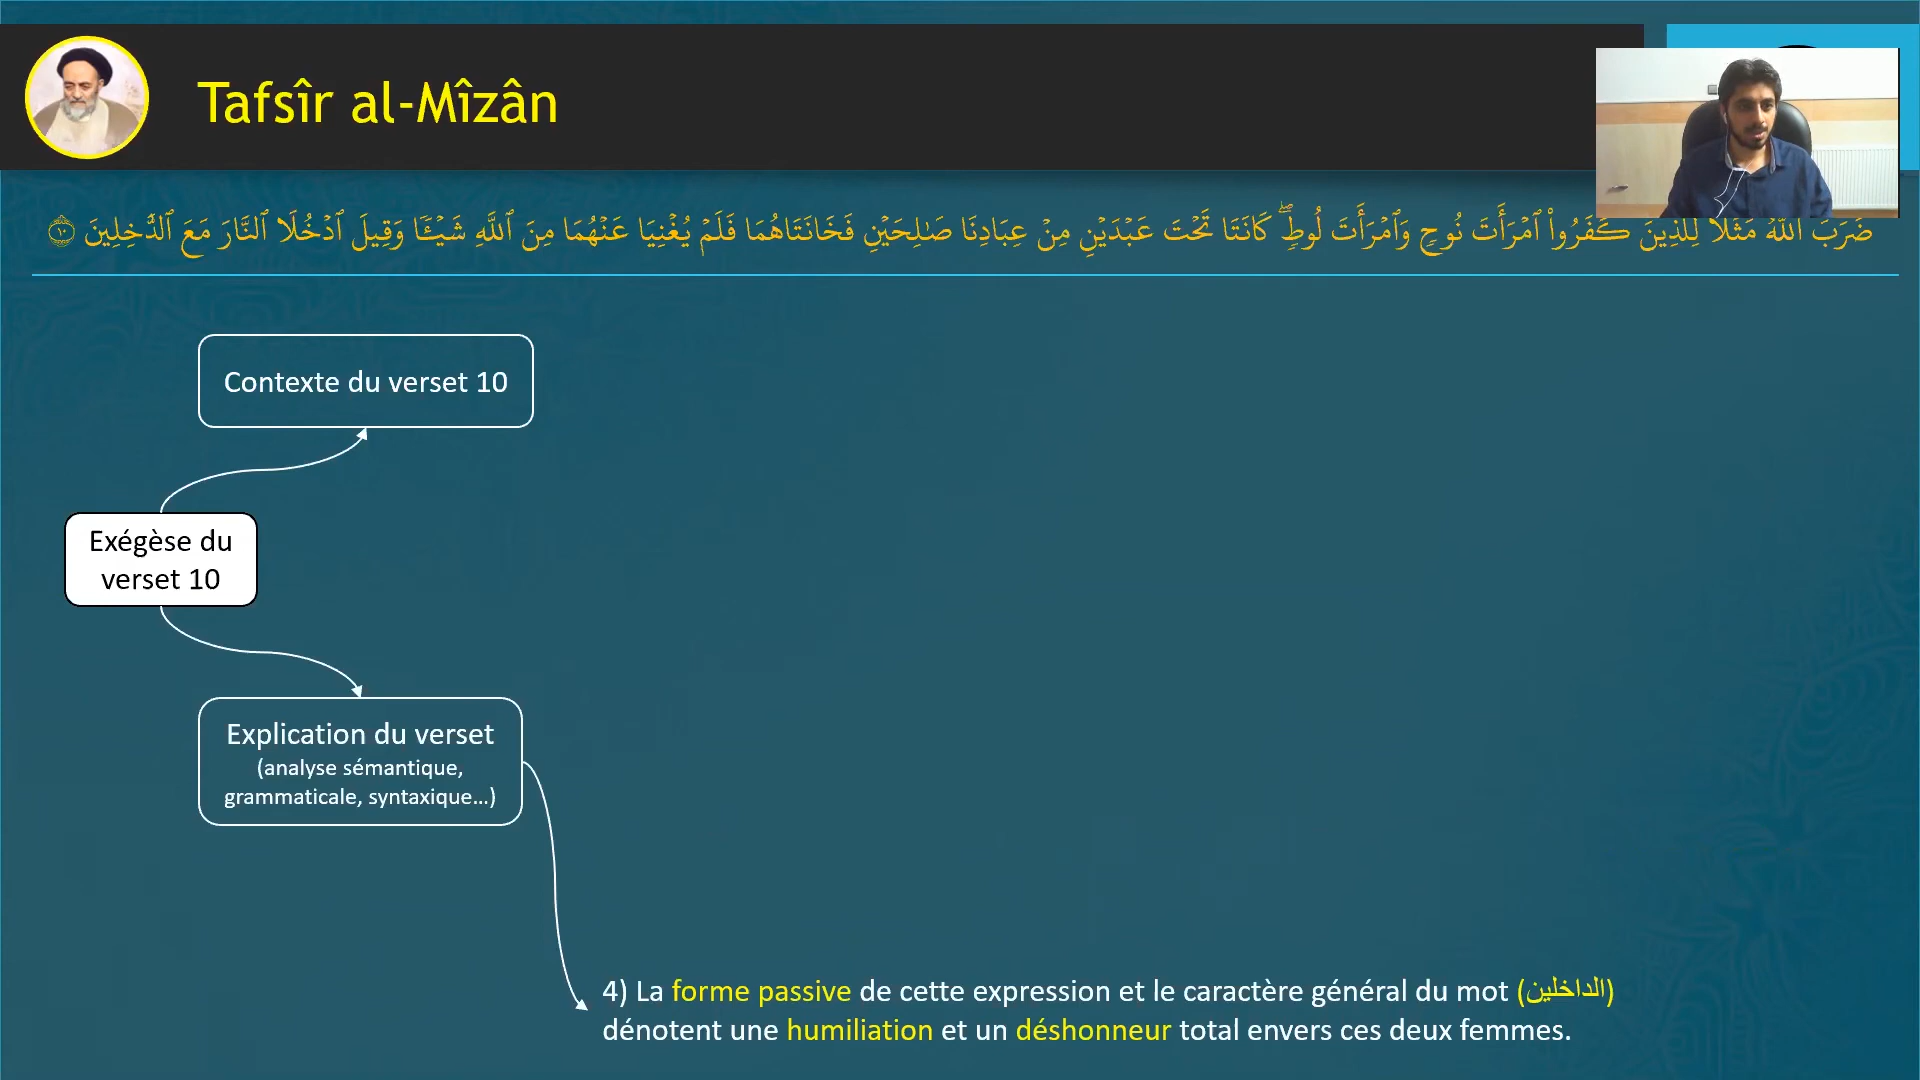 Tafsîr al-Mîzân
ضَرَبَ ٱللَّهُ مَثَلًا لِّلَّذِينَ كَفَرُوا۟ ٱمْرَأَتَ نُوحٍ وَٱمْرَأَتَ لُوطٍ ۖ كَانَتَا تَحْتَ عَبْدَيْنِ مِنْ عِبَادِنَا صَـٰلِحَيْنِ فَخَانَتَاهُمَا فَلَمْ يُغْنِيَا عَنْهُمَا مِنَ ٱللَّهِ شَيْـًٔا وَقِيلَ ٱدْخُلَا ٱلنَّارَ مَعَ ٱلدَّٰخِلِينَ ١٠
Contexte du verset 10
Exégèse du
verset 10
Explication du verset
(analyse sémantique,
grammaticale, syntaxique...)
4) La forme passive de cette expression et le caractère général du mot (الداخلين)
dénotent une humiliation et un déshonneur total envers ces deux femmes.